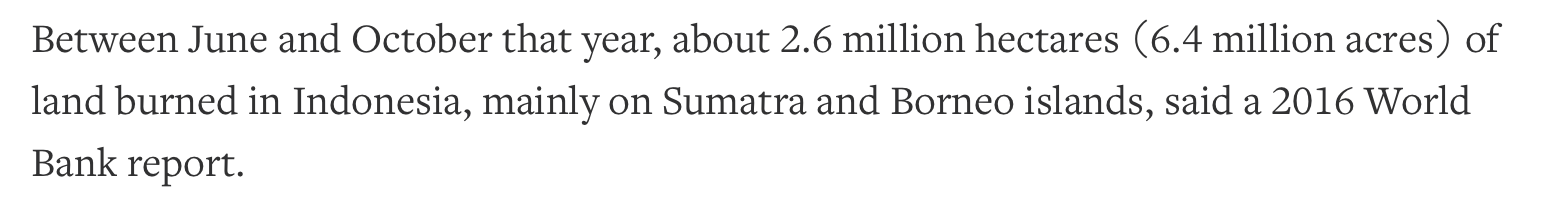 Between June and October that year, about 2.6 million hectares (6.4 million acres) of
land burned in Indonesia, mainly on Sumatra and Borneo islands, said a 2016 World
Bank report.